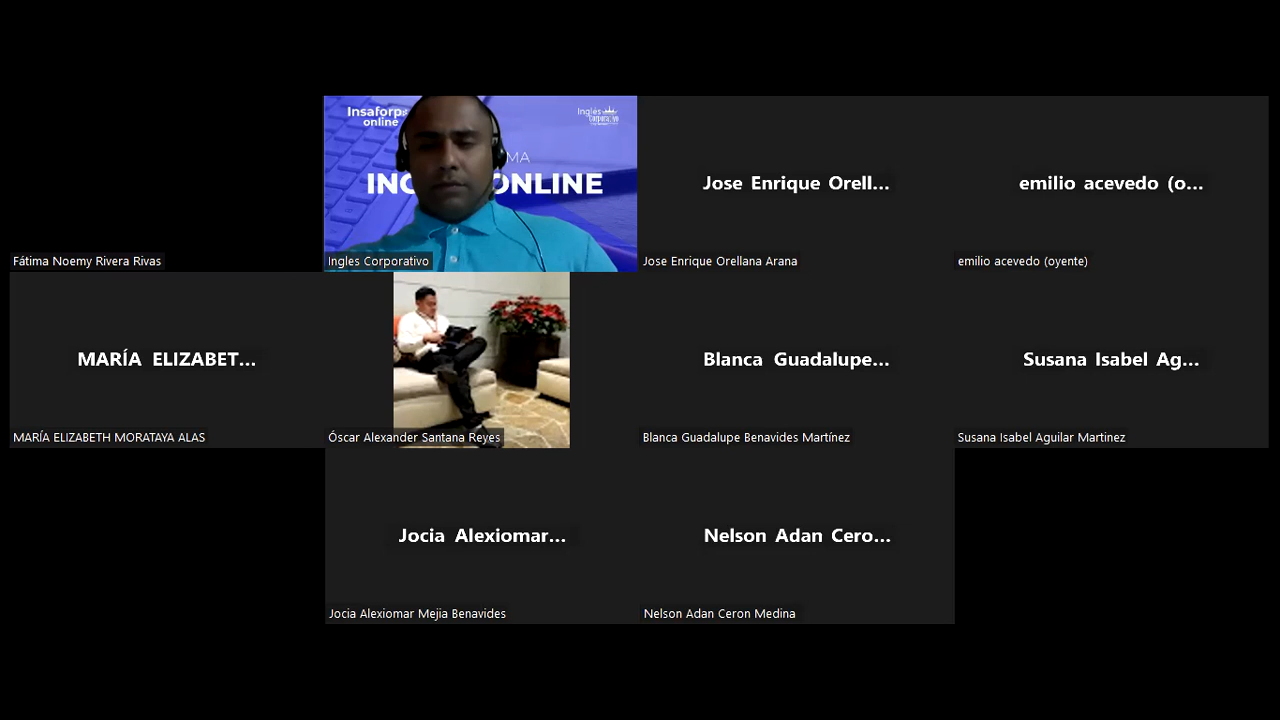 Insaforp
online
Inglés
corporativo
MA
ING ONLINE
Fátima Noemy Rivera Rivas
Ingles Corporativo
Jose Enrique Orell...
Jose Enrique Orellana Arana
emilio acevedo (o...
emilio acevedo (oyente)
MARÍA ELIZABET...
MARÍA ELIZABETH MORATAYA ALAS
Óscar Alexander Santana Reyes
Blanca Guadalupe...
Blanca Guadalupe Benavides Martínez
Susana Isabel Ag...
Susana Isabel Aguilar Martinez
Jocia Alexiomar...
Jocia Alexiomar Mejia Benavides
Nelson Adan Cero...
Nelson Adan Ceron Medina